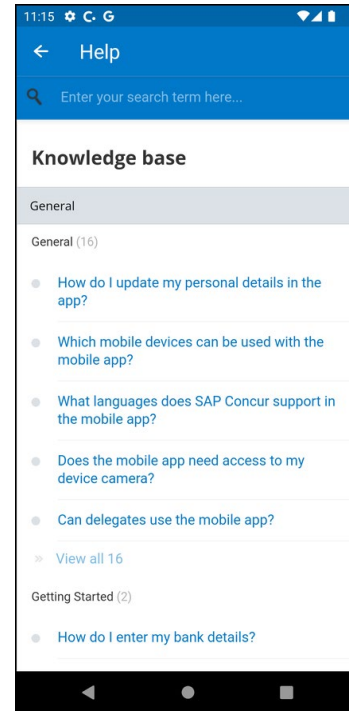 11:15
Help
Enter your search term here...
Knowledge base
General
General (16)
How do I update my personal details in the
app?
Which mobile devices can be used with the
mobile app?
What languages does SAP Concur support in
the mobile app?
Does the mobile app need access to my
device camera?
Can delegates use the mobile app?
» View all 16
Getting Started (2)
How do I enter my bank details?